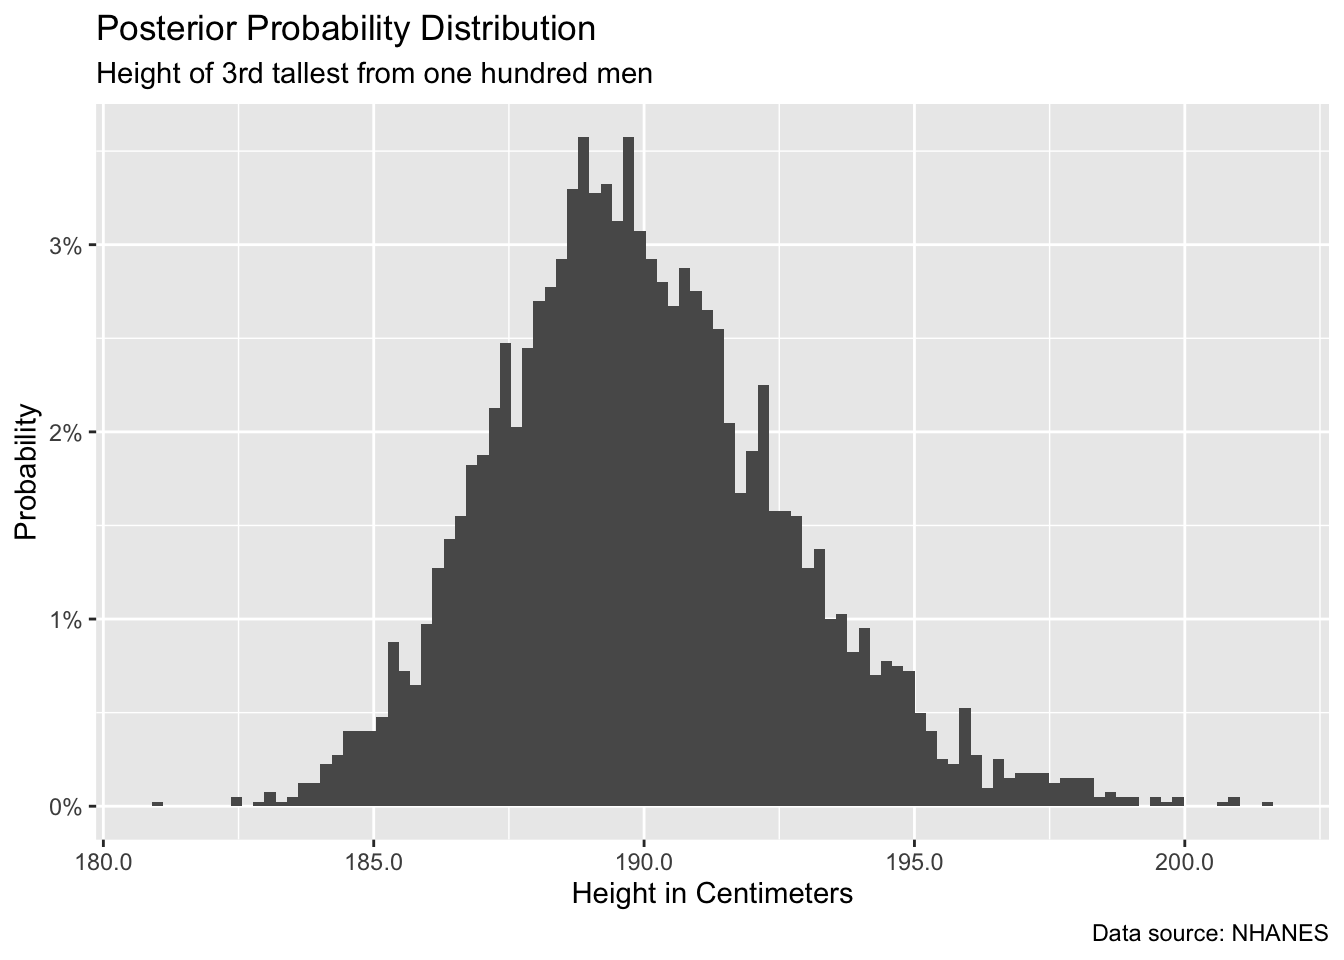 Posterior Probability Distribution
Height of 3rd tallest from one hundred men
Probability
3%
2%
1%
0%
180.0 185.0 190.0 195.0 200.0
Height in Centimeters
Data source: NHANES